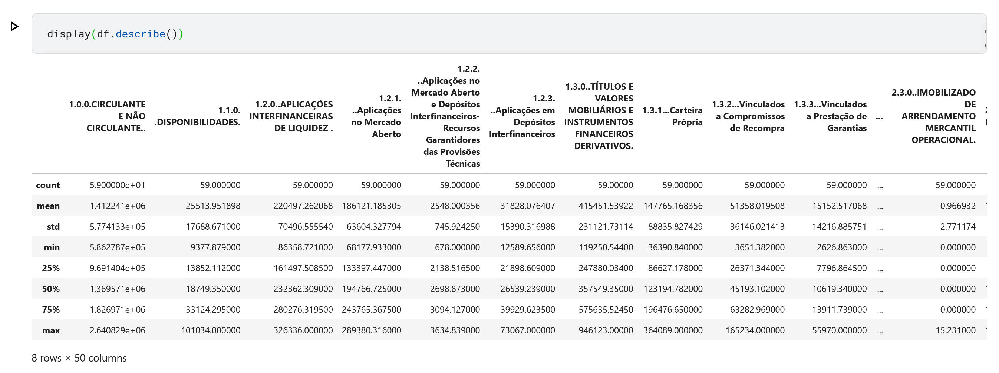 display(df.describe())
1.0.0.CIRCULANTE
E NÃO
CIRCULANTE..
1.1.0.
.DISPONIBILIDADES.
1.2.0..APLICAÇÕES
INTERFINANCEIRAS
DE LIQUIDEZ .
1.2.1.
..Aplicações
no Mercado
Aberto
1.2.2.
..Aplicações no
Mercado Aberto
e Depósitos
Interfinanceiros-
Recursos
Garantidores
das Provisões
Técnicas
1.2.3.
..Aplicações em
Depósitos
Interfinanceiros
1.3.0..TÍTULOS E
VALORES
MOBILIÁRIOS E
INSTRUMENTOS
FINANCEIROS
DERIVATIVOS.
1.3.1...Carteira
Própria
1.3.2...Vinculados
a Compromissos
de Recompra
1.3.3...Vinculados
a Prestação de
Garantias
...
2.3.0..IMOBILIZADO
DE
ARRENDAMENTO
MERCANTIL
OPERACIONAL.
count 5.900000e+01 59.000000 59.000000 59.000000 59.000000 59.000000 59.00000 59.000000 59.000000 59.000000 ... 59.000000
mean 1.412241e+06 25513.951898 220497.262068 186121.185305 2548.000356 31828.076407 415451.53922 147765.168356 51358.019508 15152.517068 ... 0.966932
std 5.774133e+05 17688.671000 70496.555540 63604.327794 745.924250 15390.316988 231121.73114 88835.827429 36146.021413 14216.885751 ... 2.771174
min 5.862787e+05 9377.879000 86358.721000 68177.933000 678.000000 12589.656000 119250.54400 36390.840000 3651.382000 2626.863000 ... 0.000000
25% 9.691404e+05 13852.112000 161497.508500 133397.447000 2138.516500 21898.609000 247880.03400 86627.178000 26371.344000 7796.864500 ... 0.000000
50% 1.369571e+06 18749.350000 232362.309000 194766.725000 2698.873000 26539.239000 357549.35000 123194.782000 45193.102000 10619.340000 ... 0.000000
75% 1.826971e+06 33124.295000 280276.319500 243765.367500 3094.127000 39929.623500 575635.52450 196476.650000 63282.969000 13911.739000 ... 0.000000
max 2.640829e+06 101034.000000 326336.000000 289380.316000 3634.839000 73067.000000 946123.00000 364089.000000 165234.000000 55970.000000 ... 15.231000
8 rows × 50 columns